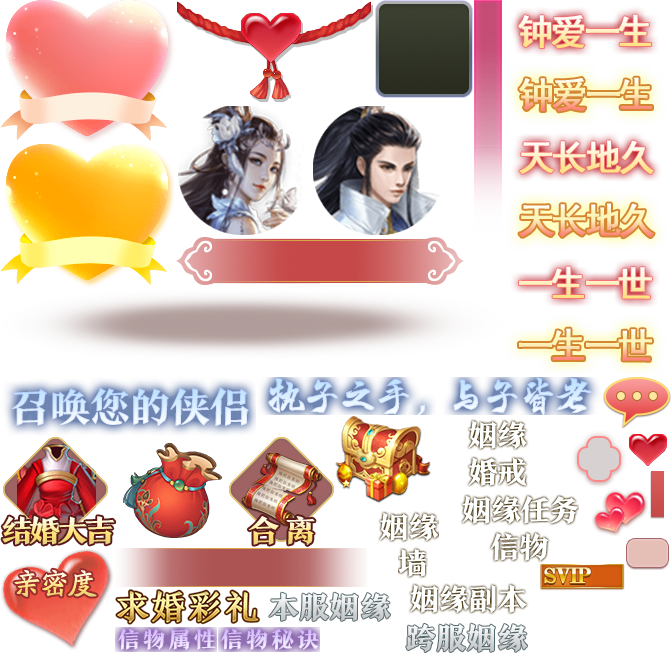 钟爱一生
钟爱一生
天长地久
天长地久
一生一世
一生一世
召唤您的侠侣
执子之手，与子皆老
姻缘
婚戒
结婚大吉
合离
姻缘
墙
姻缘任务
信物
SVIP
亲密度
求婚彩礼
本服姻缘
姻缘副本
信物属性
信物秘诀
跨服姻缘